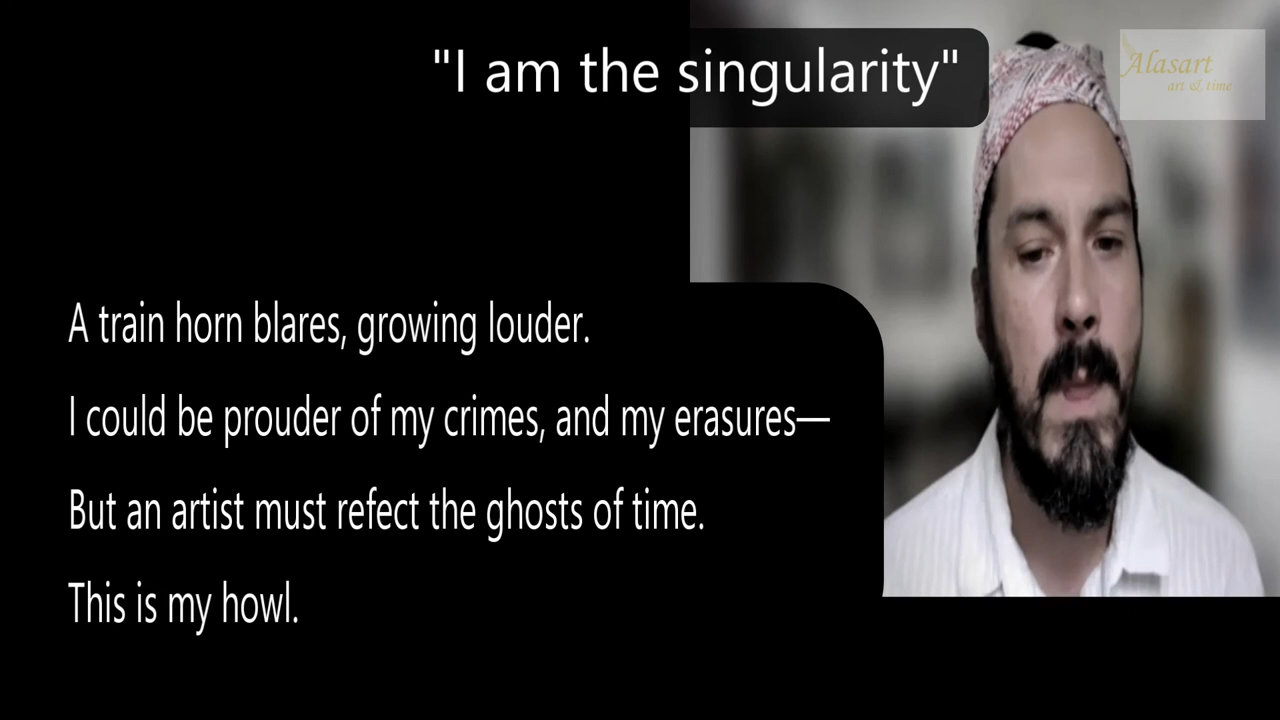 "I am the singularity"
Alasart
art & time
A train horn blares, growing louder.
I could be prouder of my crimes, and my erasures—
But an artist must refect the ghosts of time.
This is my howl.